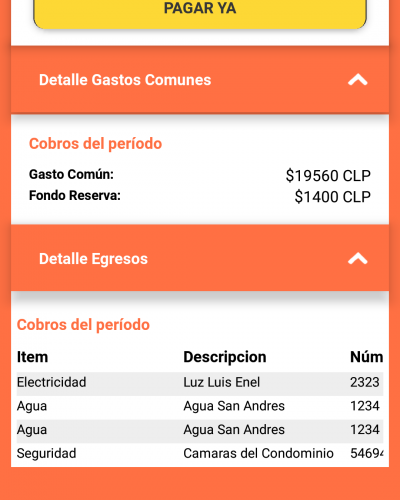 PAGAR YA
Detalle Gastos Comunes
Cobros del período
Gasto Común: $19560 CLP
Fondo Reserva: $1400 CLP
Detalle Egresos
Cobros del período
Item Descripcion Núm
Electricidad Luz Luis Enel 2323
Agua Agua San Andres 1234
Agua Agua San Andres 1234
Seguridad Camaras del Condominio 54694